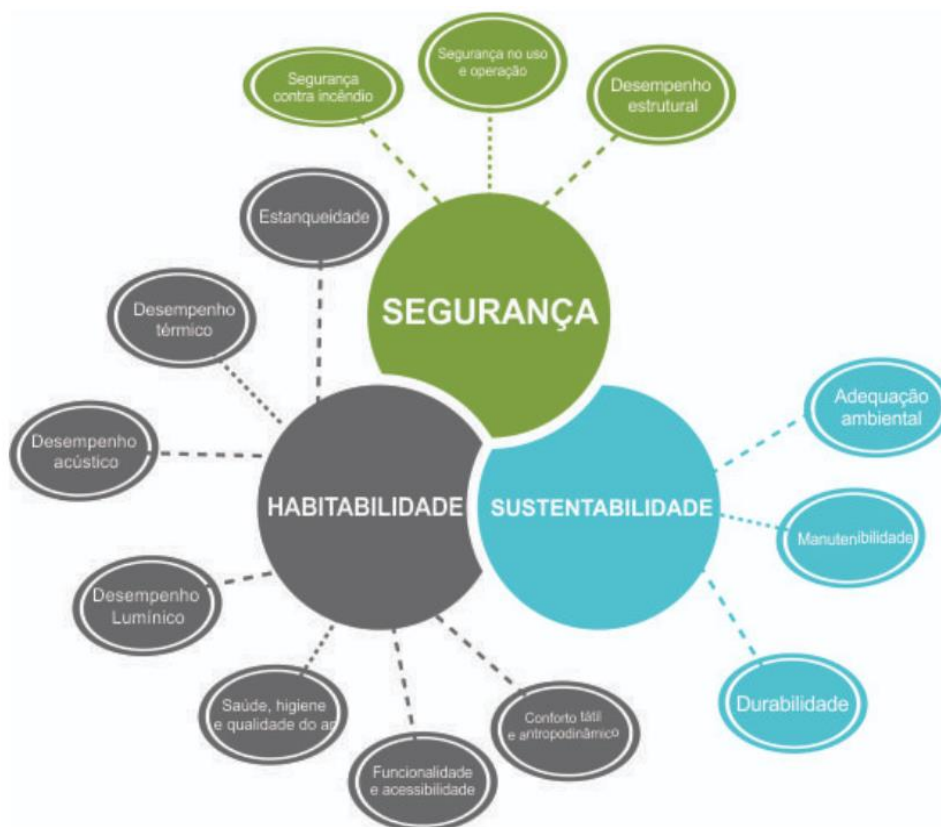 Segurança
contra incêndio
Segurança no uso
e operação
Desempenho
estrutural
Estanqueidade
SEGURANÇA
Desempenho
térmico
Adequação
ambiental
Desempenho
acústico
HABITABILIDADE
SUSTENTABILIDADE
Manutenibilidade
Desempenho
Lumínico
Saúde, higiene
e qualidade do ar
Funcionalidade
e acessibilidade
Conforto tátil
e antropodinâmico
Durabilidade